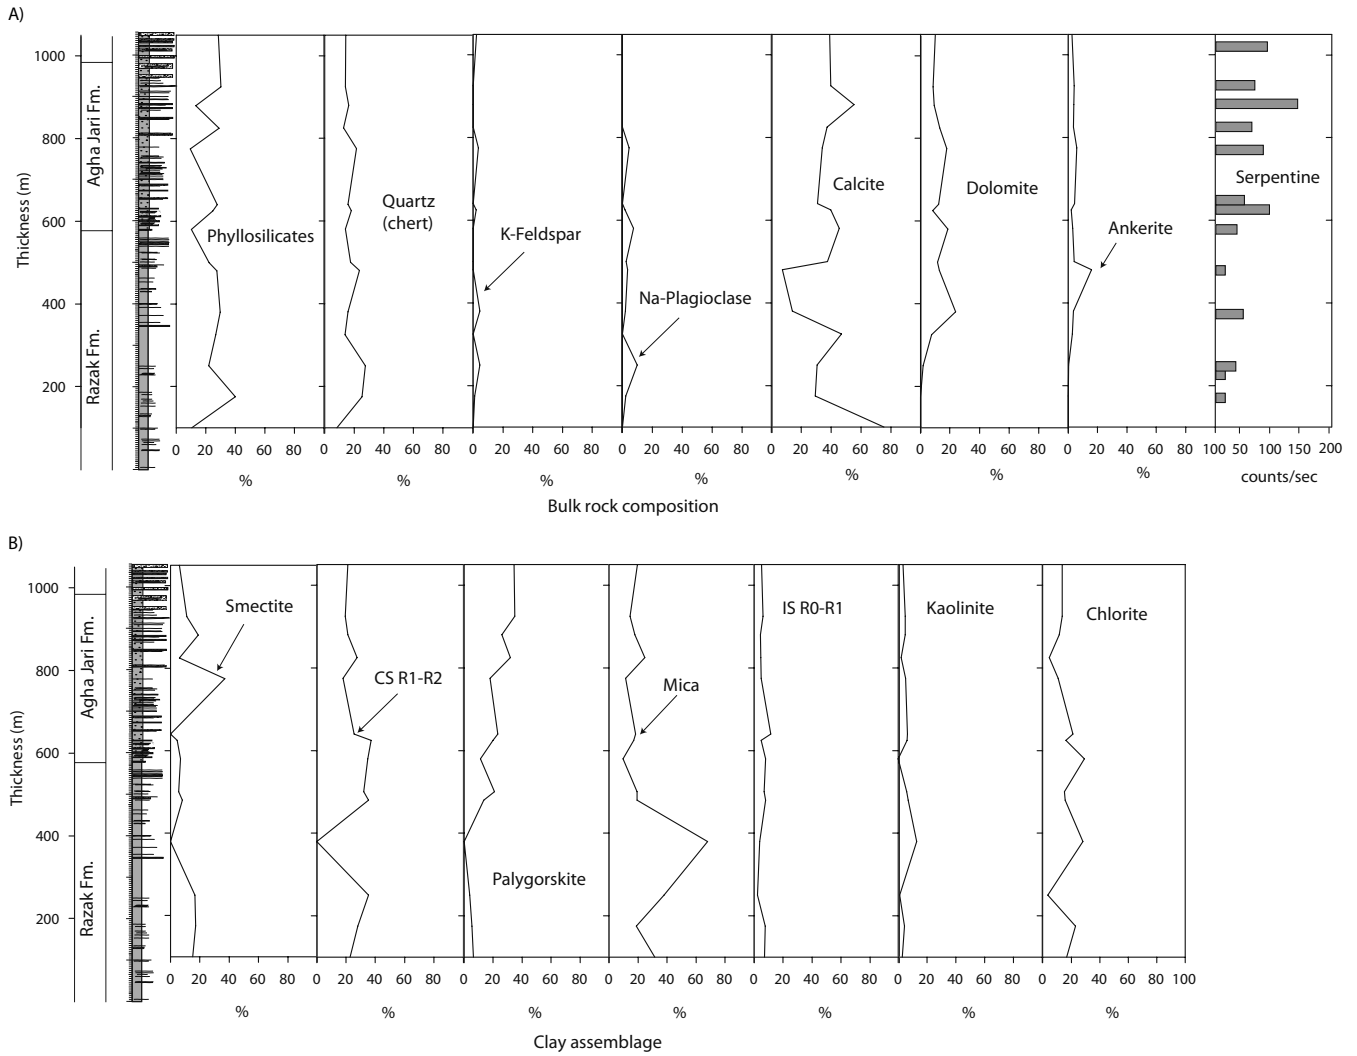 A)
1000
800
600
400
200
Thickness (m)
Agha Jari Fm.
Razak Fm.
Phyllosilicates
Quartz
(chert)
K-Feldspar
Na-Plagioclase
Calcite
Dolomite
Ankerite
Serpentine
0 20 40 60 80 0 20 40 60 80 0 20 40 60 80 0 20 40 60 80 0 20 40 60 80 0 20 40 60 80 0 20 40 60 80 100 50 100 150 200
% % % % % % % counts/sec
Bulk rock composition
B)
1000
800
600
400
200
Thickness (m)
Agha Jari Fm.
Razak Fm.
Smectite
CS R1-R2
Palygorskite
Mica
IS R0-R1
Kaolinite
Chlorite
0 20 40 60 80 0 20 40 60 80 0 20 40 60 80 0 20 40 60 80 0 20 40 60 80 0 20 40 60 80 0 20 40 60 80 100
% % % % % % %
Clay assemblage